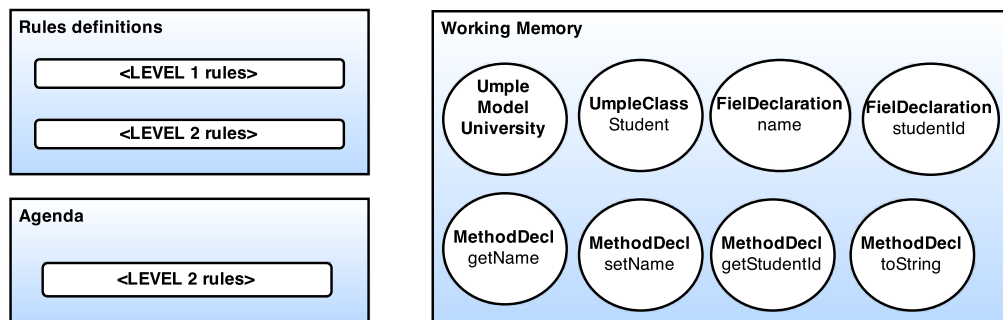 Rules definitions
<LEVEL 1 rules>
<LEVEL 2 rules>
Agenda
<LEVEL 2 rules>
Working Memory
Umple
Model
University
UmpleClass
Student
FielDeclaration
name
FielDeclaration
studentId
MethodDecl
getName
MethodDecl
setName
MethodDecl
getStudentId
MethodDecl
toString